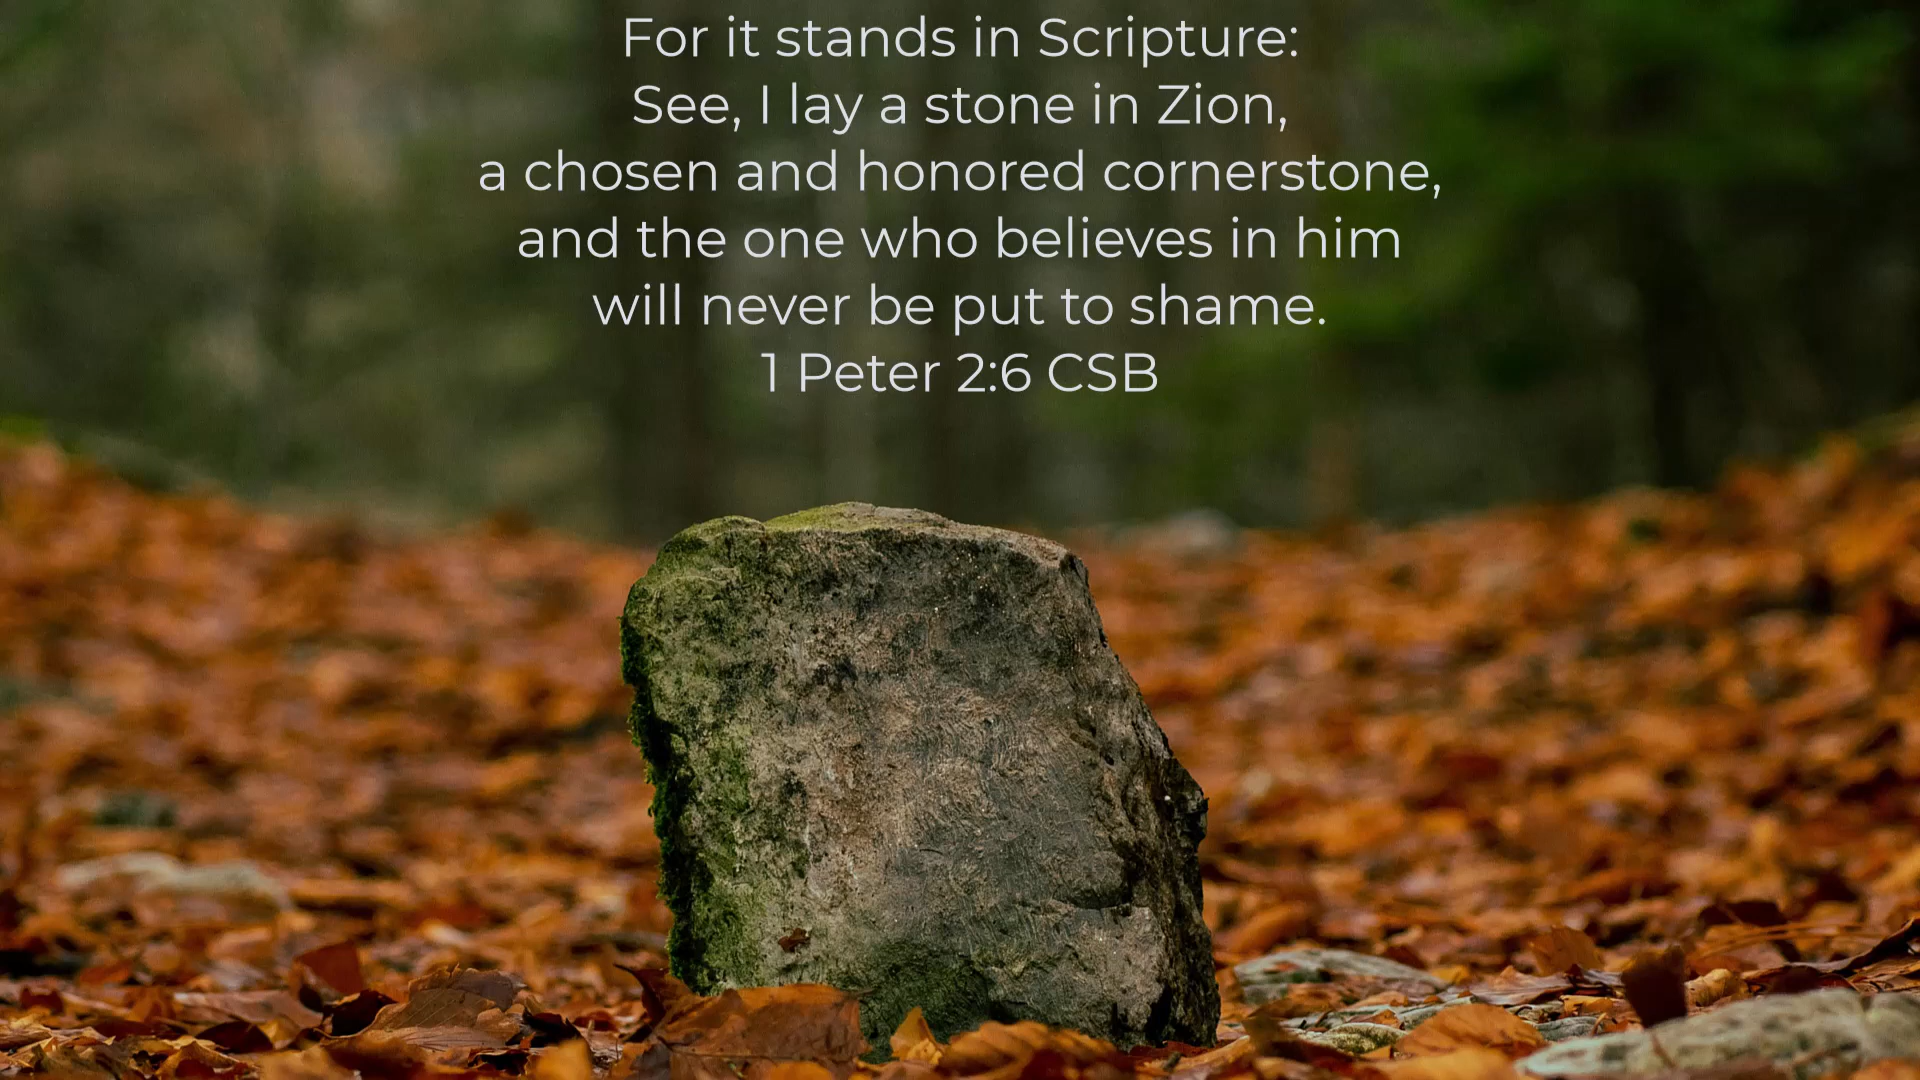 For it stands in Scripture:
See, I lay a stone in Zion,
a chosen and honored cornerstone,
and the one who believes in him
will never be put to shame.
1 Peter 2:6 CSB